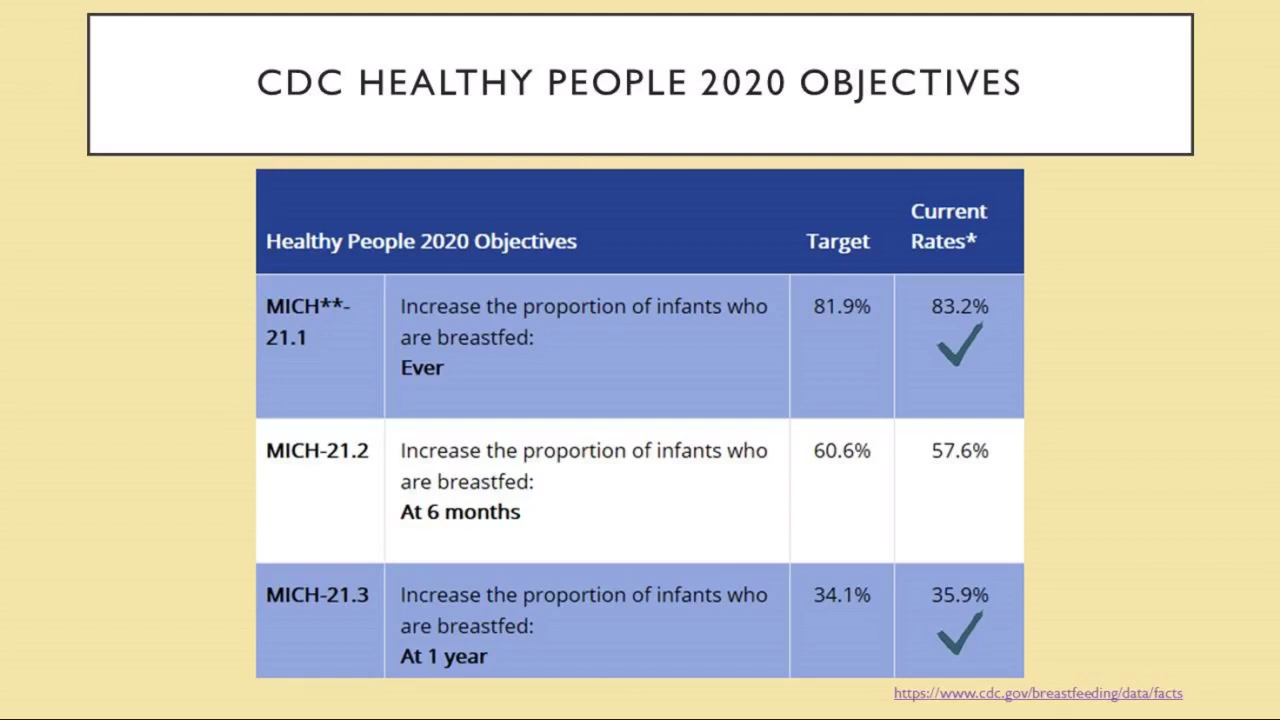 CDC HEALTHY PEOPLE 2020 OBJECTIVES
Healthy People 2020 Objectives
Target
Current
Rates*
MICH**-
21.1
Increase the proportion of infants who
are breastfed:
Ever
81.9%
83.2%
MICH-21.2
Increase the proportion of infants who
are breastfed:
At 6 months
60.6%
57.6%
MICH-21.3
Increase the proportion of infants who
are breastfed:
At 1 year
34.1%
35.9%
https://www.cdc.gov/breastfeeding/data/facts